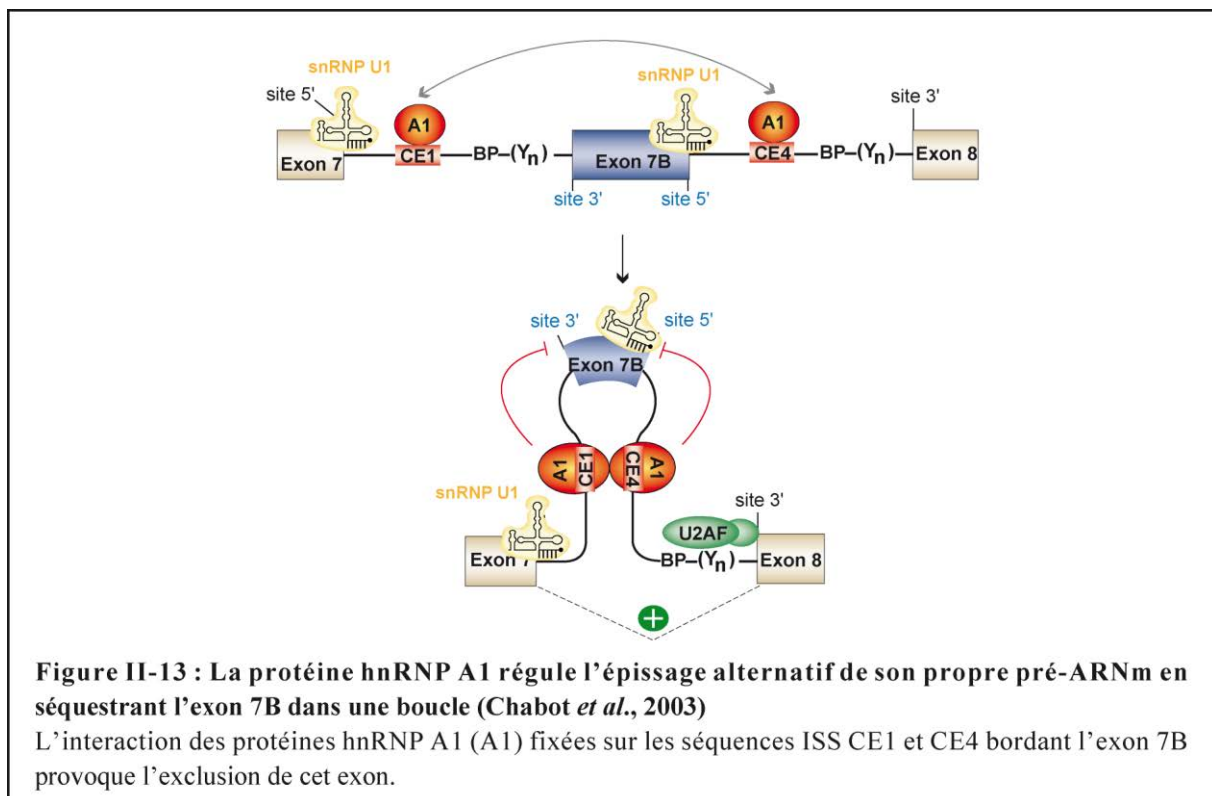 snRNP U1 snRNP U1
site 5' site 3'
A1 A1
Exon 7 CE1 BP–(Yn) Exon 7B CE4 BP–(Yn) Exon 8
site 3' site 5'
site 3' site 5'
Exon 7B
A1 CE1 CE4 A1
snRNP U1 site 3'
U2AF
Exon 7 BP–(Yn) Exon 8
+
Figure II-13 : La protéine hnRNP A1 régule l’épissage alternatif de son propre pré-ARNm en
séquestrant l’exon 7B dans une boucle (Chabot et al., 2003)
L’interaction des protéines hnRNP A1 (A1) fixées sur les séquences ISS CE1 et CE4 bordant l’exon 7B
provoque l’exclusion de cet exon.